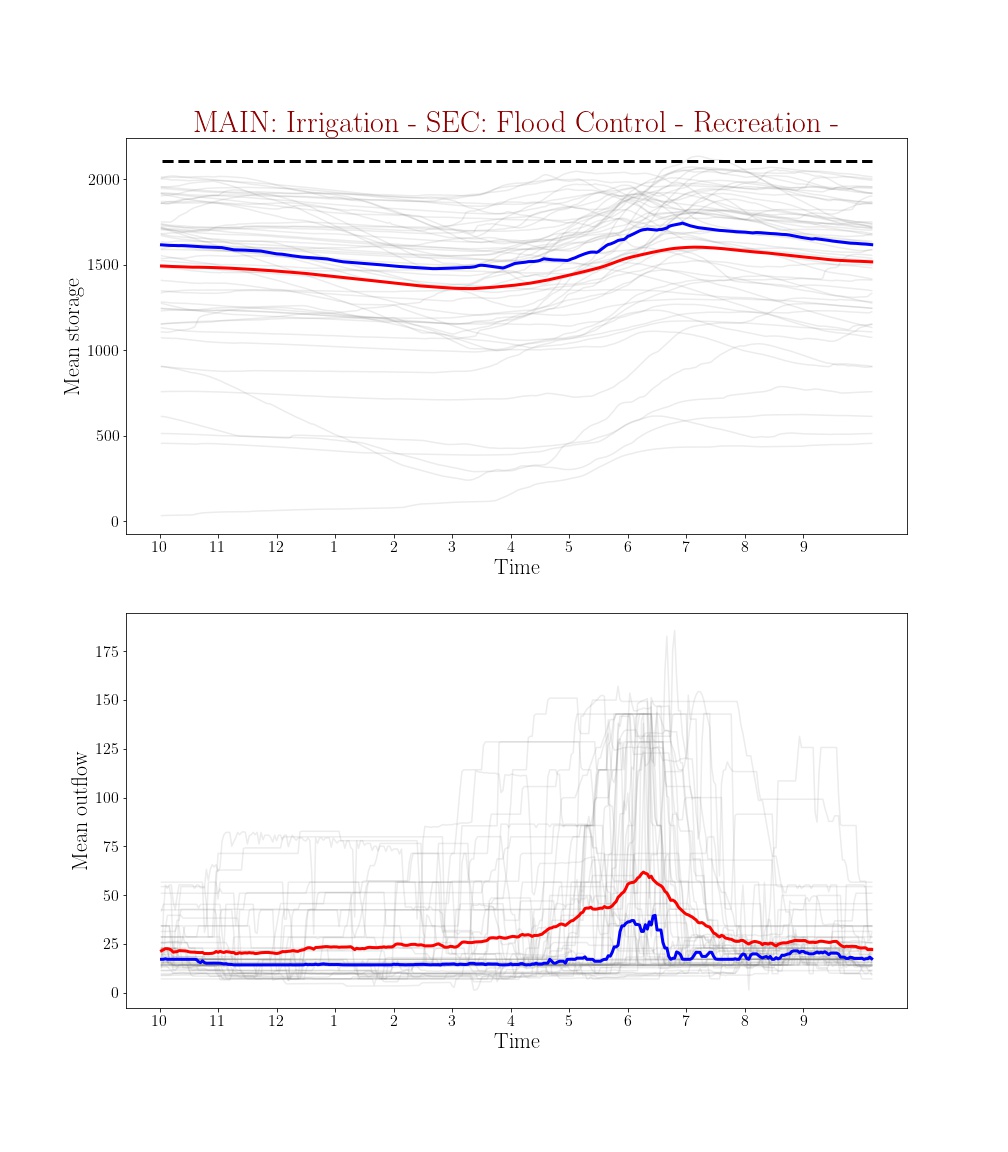 MAIN: Irrigation - SEC: Flood Control - Recreation -
Mean storage
2000
1500
1000
500
0
10 11 12 1 2 3 4 5 6 7 8 9
Time
Mean outflow
175
150
125
100
75
50
25
0
10 11 12 1 2 3 4 5 6 7 8 9
Time